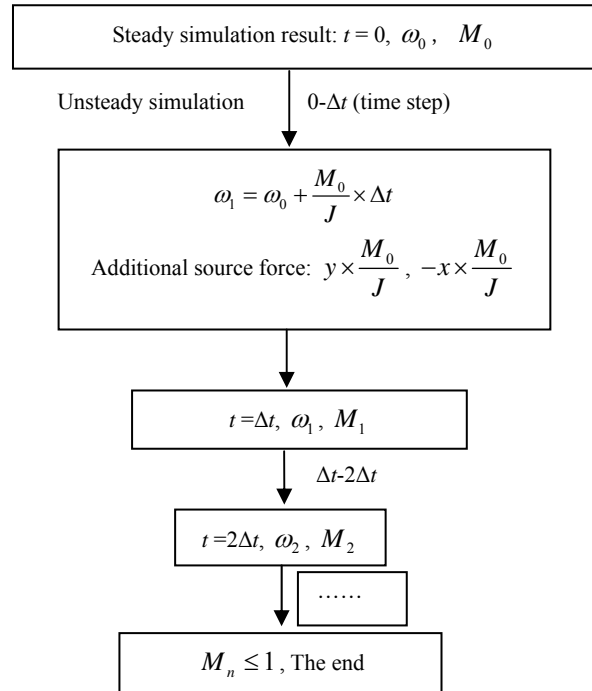 Steady simulation result: t = 0, ω₀, M₀
Unsteady simulation 0-Δt (time step)
ω₁ = ω₀ + M₀/J × Δt
Additional source force: y × M₀/J , −x × M₀/J
t =Δt, ω₁ , M₁
Δt-2Δt
t =2Δt, ω₂ , M₂
……
Mₙ ≤ 1 , The end